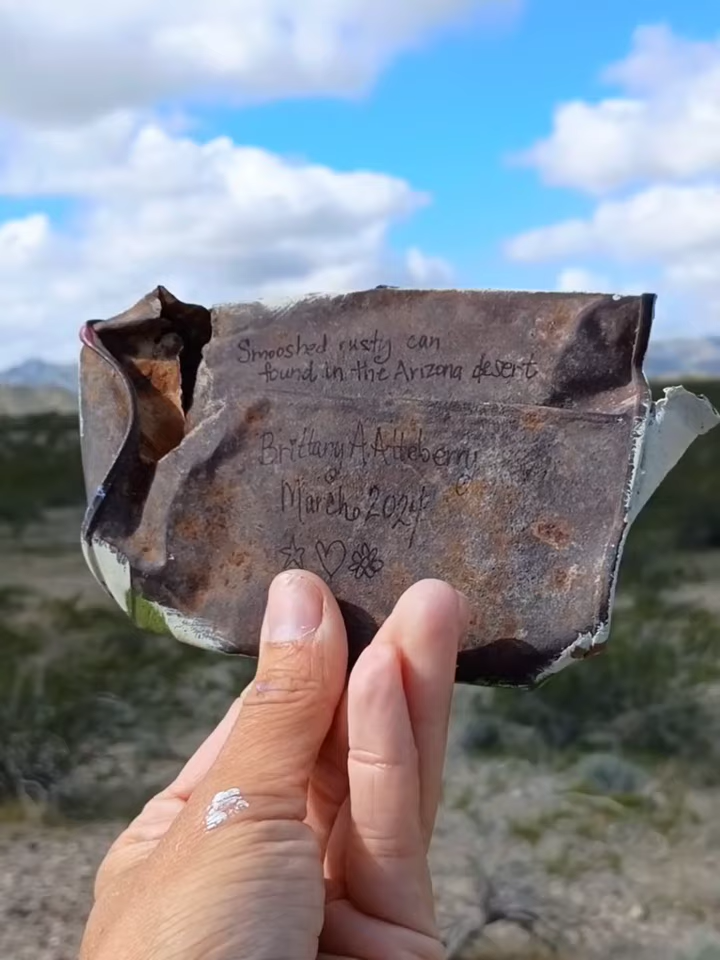 Smooshed rusty can
found in the Arizona desert
Brittany A Atteberry
March 2024